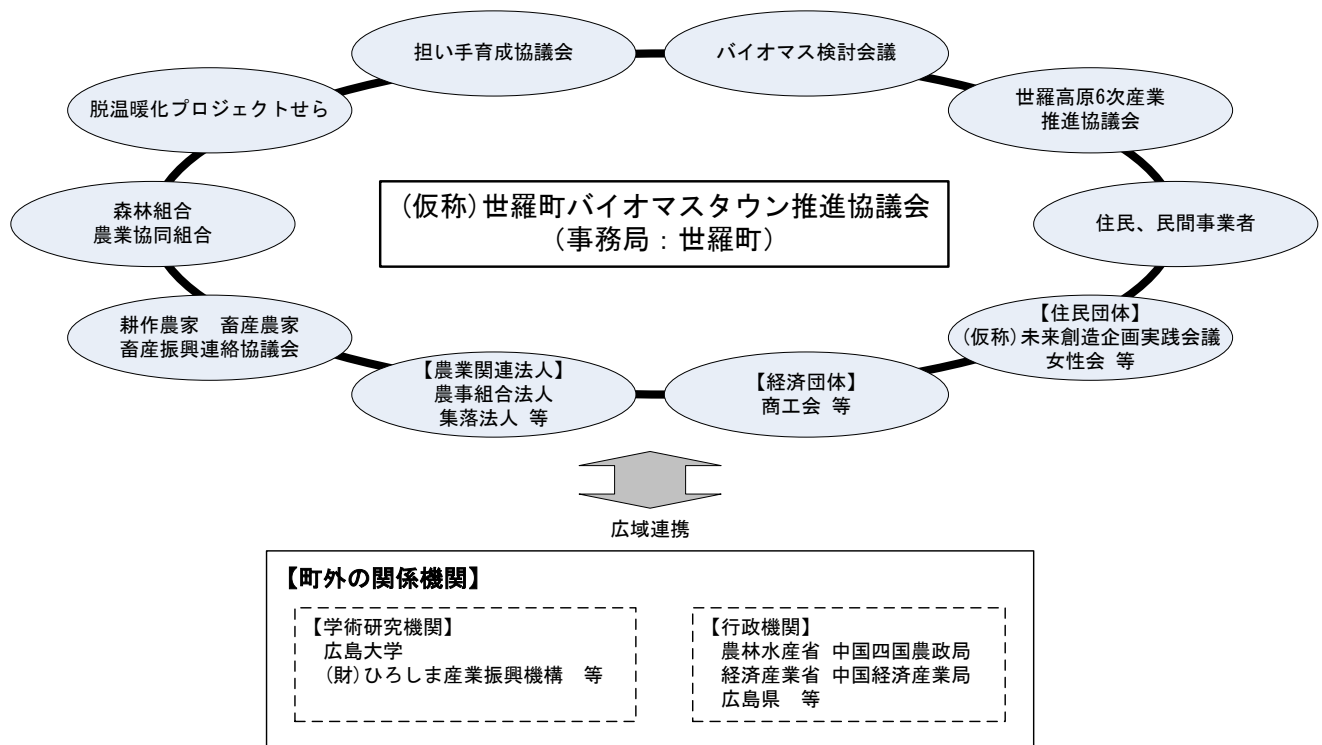 担い手育成協議会
バイオマス検討会議
脱温暖化プロジェクトせら
世羅高原6次産業
推進協議会
(仮称)世羅町バイオマスタウン推進協議会
(事務局：世羅町)
森林組合
農業協同組合
住民、民間事業者
耕作農家　畜産農家
畜産振興連絡協議会
【住民団体】
(仮称)未来創造企画実践会議
女性会 等
【農業関連法人】
農事組合法人
集落法人 等
【経済団体】
商工会 等
広域連携
【町外の関係機関】
【学術研究機関】
広島大学
(財)ひろしま産業振興機構　等
【行政機関】
農林水産省 中国四国農政局
経済産業省 中国経済産業局
広島県　等